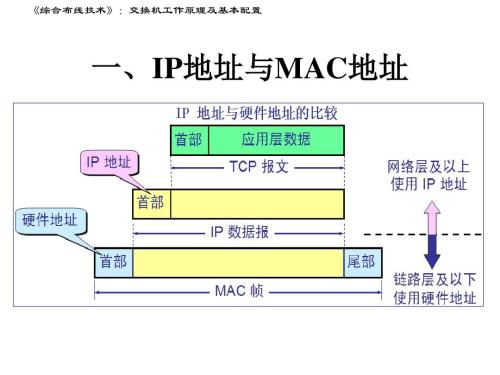 《综合布线技术》：交换机工作原理及基本配置
一、IP地址与MAC地址
IP 地址与硬件地址的比较
首部
应用层数据
TCP 报文
IP 地址
首部
IP 数据报
硬件地址
首部
尾部
MAC 帧
网络层及以上
使用 IP 地址
链路层及以下
使用硬件地址